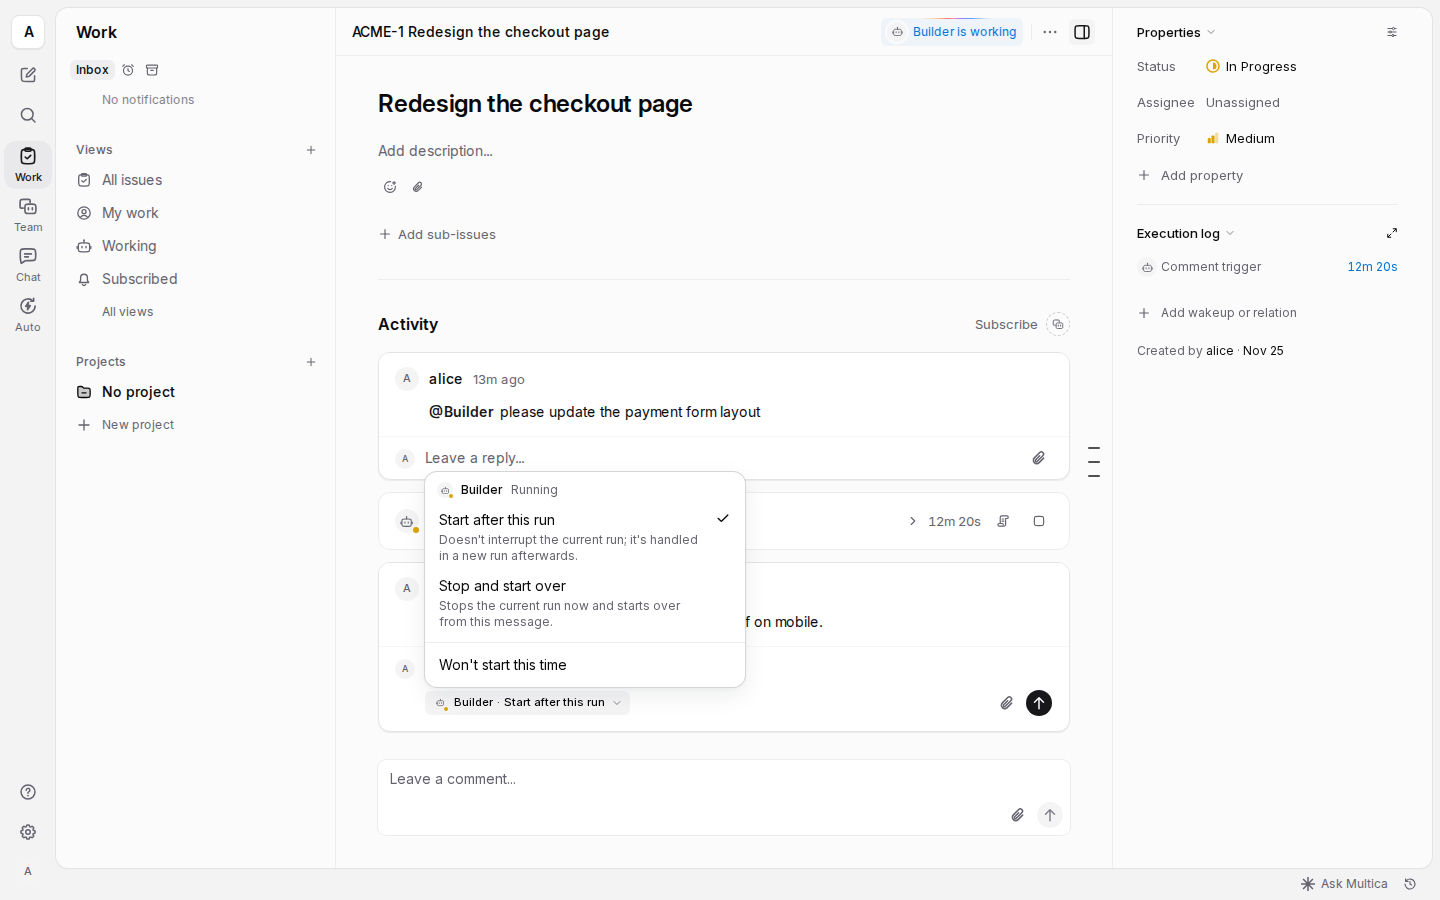 A
Work
Team
Chat
Auto
A
Work
Inbox
No notifications
Views
All issues
My work
Working
Subscribed
All views
Projects
No project
New project
ACME-1 Redesign the checkout page
Builder is working
Redesign the checkout page
Add description...
Add sub-issues
Activity
Subscribe
A
alice 13m ago
@Builder please update the payment form layout
A
Leave a reply...
12m 20s
A
f on mobile.
A
Builder Running
Start after this run
Doesn't interrupt the current run; it's handled
in a new run afterwards.
Stop and start over
Stops the current run now and starts over
from this message.
Won't start this time
Builder · Start after this run
Leave a comment...
Properties
Status In Progress
Assignee Unassigned
Priority Medium
Add property
Execution log
Comment trigger 12m 20s
Add wakeup or relation
Created by alice · Nov 25
Ask Multica